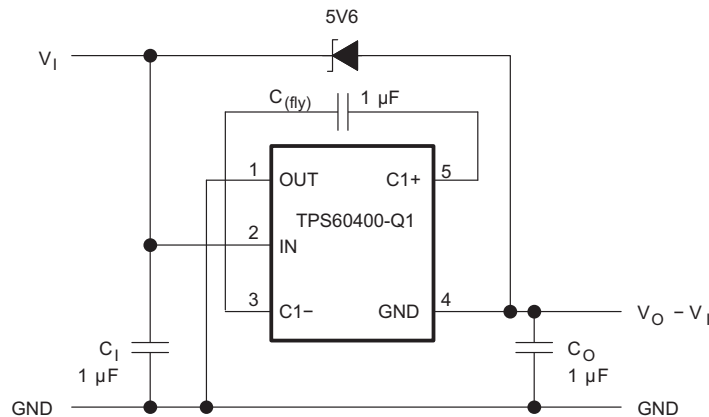 5V6
V_I
C_(fly) 1 µF
1 OUT C1+ 5
TPS60400-Q1
2 IN
3 C1− GND 4
V_O − V_I
C_I
1 µF
C_O
1 µF
GND GND